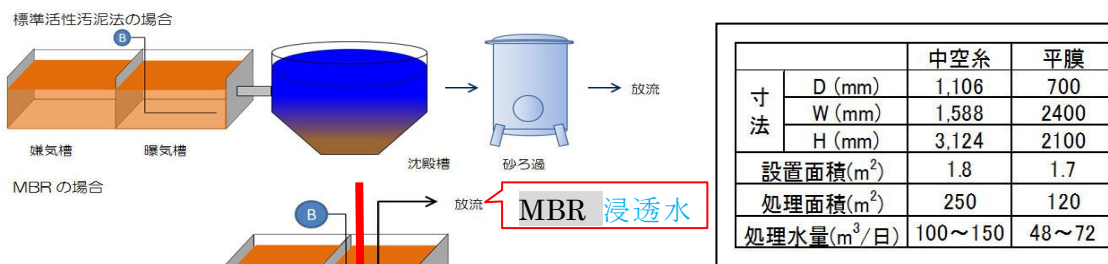 標準活性汚泥法の場合
B
放流
嫌気槽 曝気槽 沈殿槽 砂ろ過
MBR の場合
B
放流
MBR 浸透水
中空糸 平膜
寸法 D (mm) 1,106 700
W (mm) 1,588 2400
H (mm) 3,124 2100
設置面積(m²) 1.8 1.7
処理面積(m²) 250 120
処理水量(m³/日) 100～150 48～72